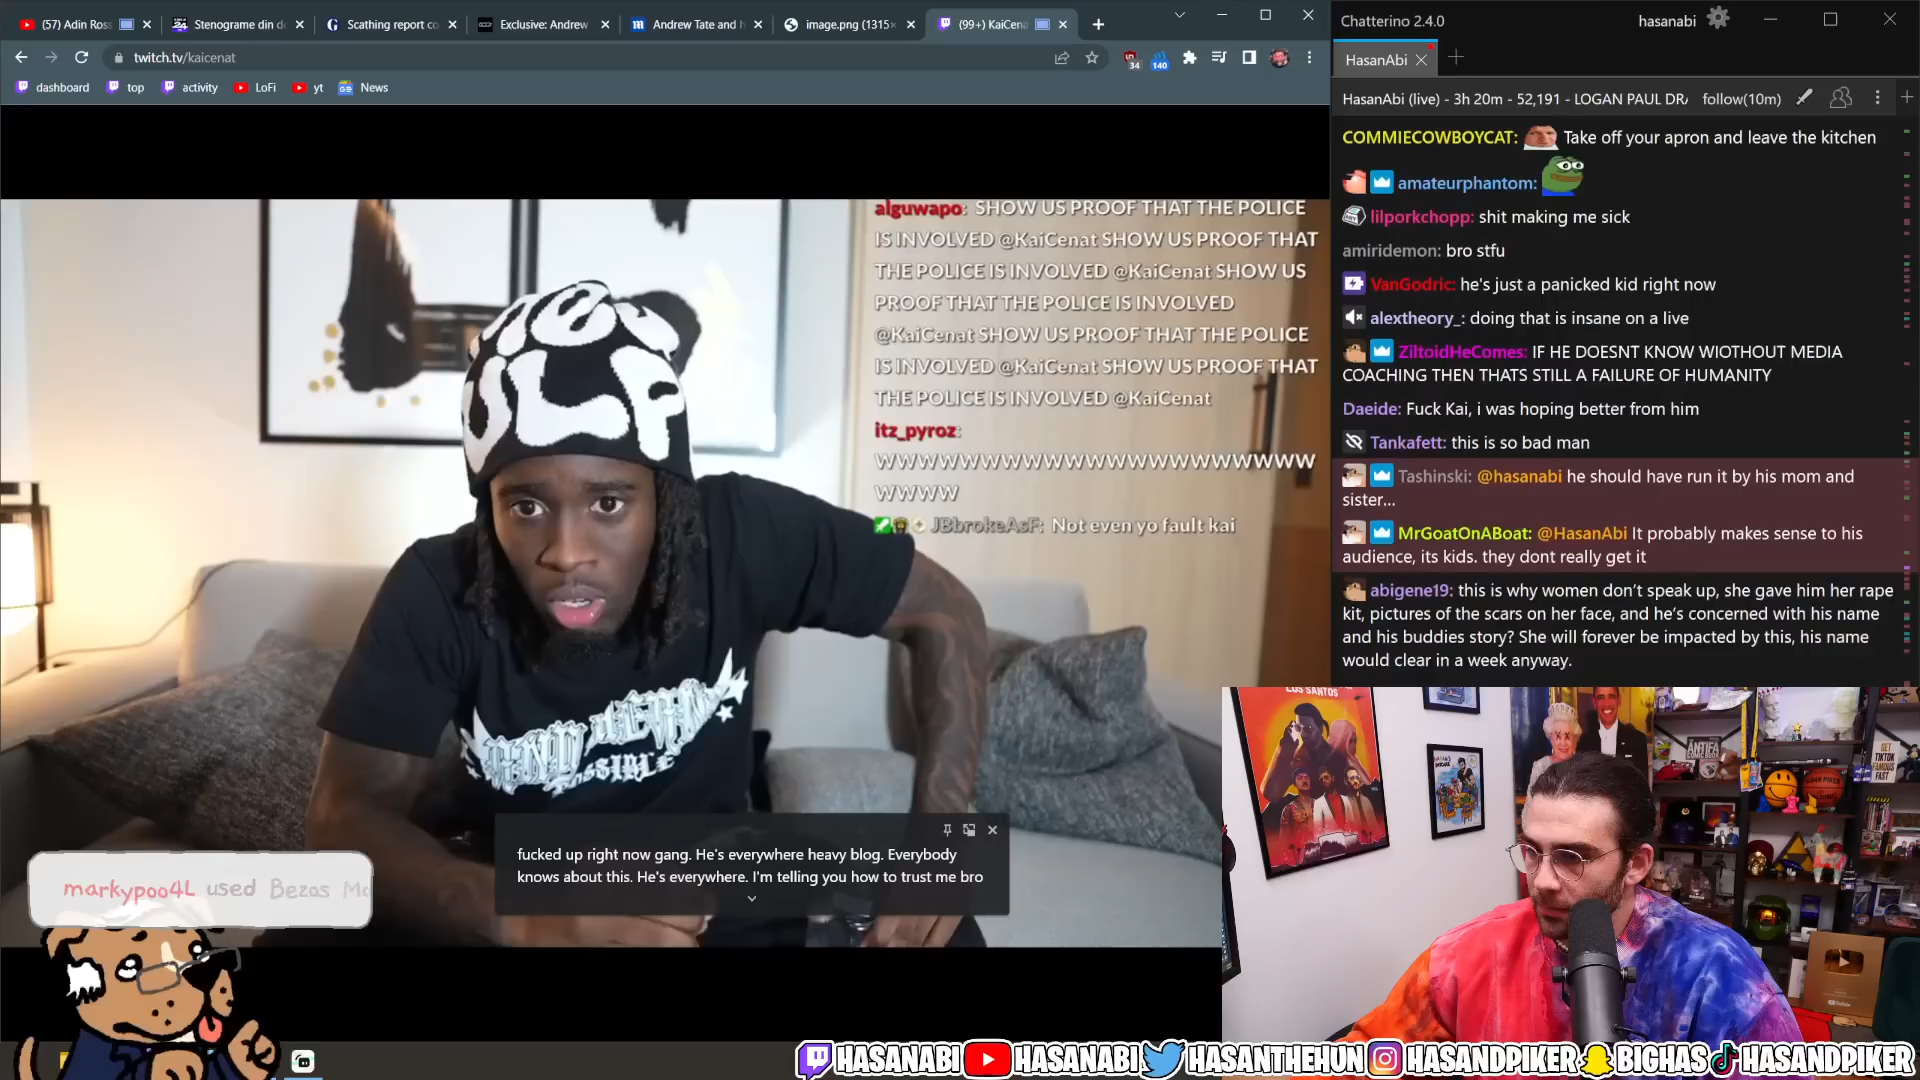 (57) Adin Ross
Stenograme din d
Scathing report co
Exclusive: Andrew
Andrew Tate and h
image.png (1315×
(99+) KaiCena
twitch.tv/kaicenat
34
140
dashboard
top
activity
LoFi
yt
News
alguwapo: SHOW US PROOF THAT THE POLICE
IS INVOLVED @KaiCenat SHOW US PROOF THAT
THE POLICE IS INVOLVED @KaiCenat SHOW US
PROOF THAT THE POLICE IS INVOLVED
@KaiCenat SHOW US PROOF THAT THE POLICE
IS INVOLVED @KaiCenat SHOW US PROOF THAT
THE POLICE IS INVOLVED @KaiCenat
itz_pyroz:
WWWWWWWWWWWWWWWWWWWW
WWWW
JBbrokeAsF: Not even yo fault kai
fucked up right now gang. He's everywhere heavy blog. Everybody
knows about this. He's everywhere. I'm telling you how to trust me bro
markypoo4L used Bezos Mo
Chatterino 2.4.0
hasanabi
HasanAbi
HasanAbi (live) - 3h 20m - 52,191 - LOGAN PAUL DRA
follow(10m)
COMMIECOWBOYCAT: Take off your apron and leave the kitchen
amateurphantom:
lilporkchopp: shit making me sick
amiridemon: bro stfu
VanGodric: he's just a panicked kid right now
alextheory_: doing that is insane on a live
ZiltoidHeComes: IF HE DOESNT KNOW WIOTHOUT MEDIA
COACHING THEN THATS STILL A FAILURE OF HUMANITY
Daeide: Fuck Kai, i was hoping better from him
Tankafett: this is so bad man
Tashinski: @hasanabi he should have run it by his mom and
sister...
MrGoatOnABoat: @HasanAbi It probably makes sense to his
audience, its kids. they dont really get it
abigene19: this is why women don't speak up, she gave him her rape
kit, pictures of the scars on her face, and he's concerned with his name
and his buddies story? She will forever be impacted by this, his name
would clear in a week anyway.
LOS SANTOS
ANTIFA
GET
TIKTOK
FAMOUS
FAST
HASANABI
HASANABI
HASANTHEHUN
HASANDPIKER
BIGHAS
HASANDPIKER